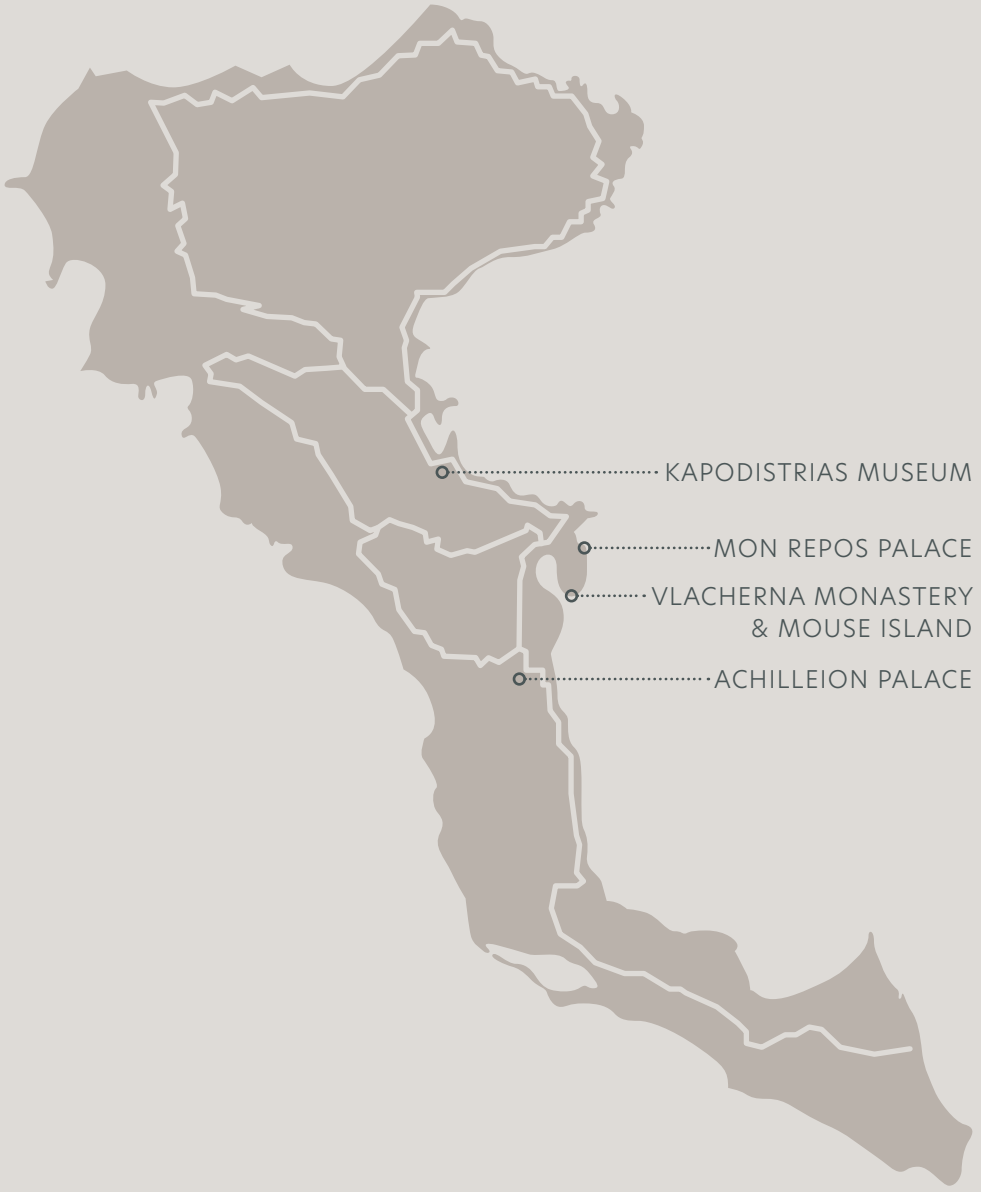 KAPODISTRIAS MUSEUM
MON REPOS PALACE
VLACHERNA MONASTERY
& MOUSE ISLAND
ACHILLEION PALACE